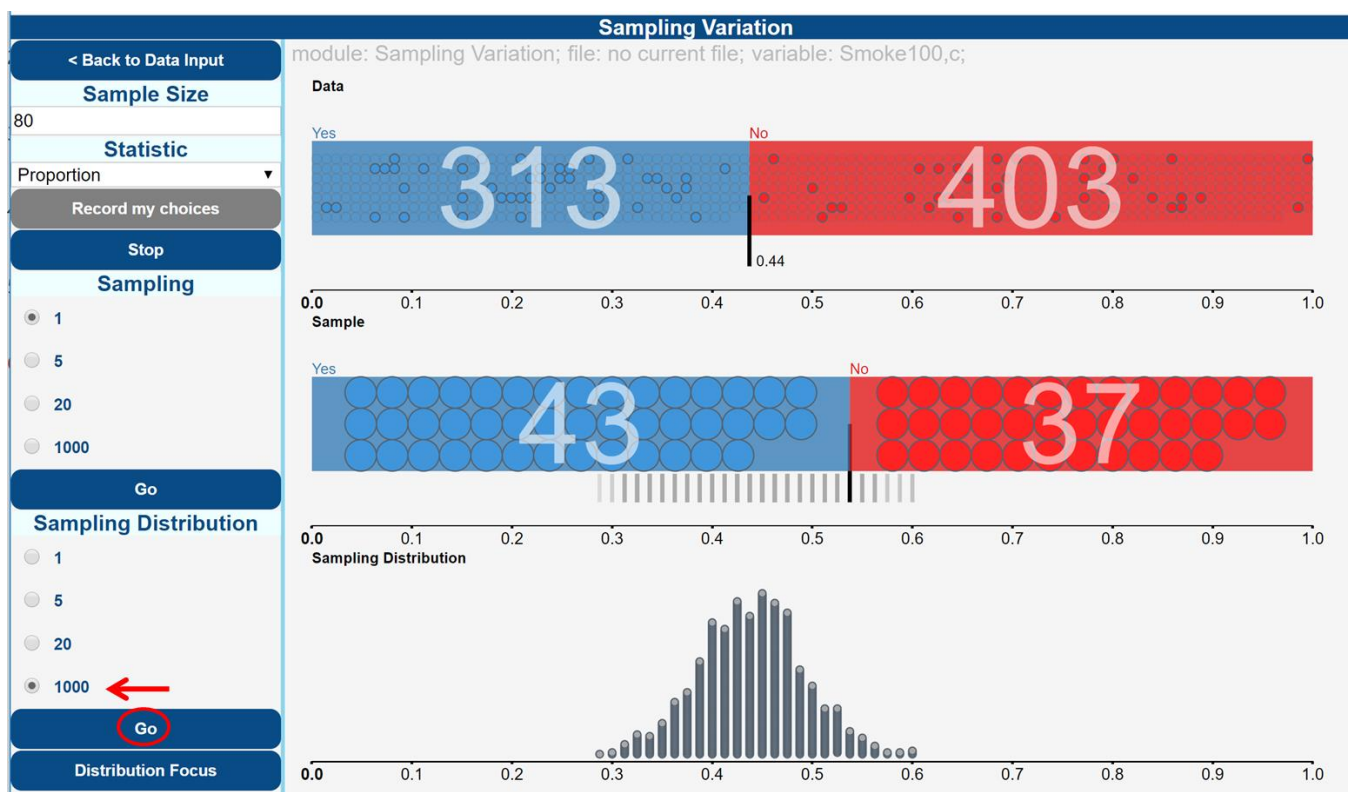 Sampling Variation
< Back to Data Input
module: Sampling Variation; file: no current file; variable: Smoke100,c;
Sample Size
80
Statistic
Proportion
Record my choices
Stop
Sampling
1
5
20
1000
Go
Sampling Distribution
1
5
20
1000
Go
Distribution Focus
Data
Yes No
313 403
0.44
0.0 0.1 0.2 0.3 0.4 0.5 0.6 0.7 0.8 0.9 1.0
Sample
Yes No
43 37
0.0 0.1 0.2 0.3 0.4 0.5 0.6 0.7 0.8 0.9 1.0
Sampling Distribution
0.0 0.1 0.2 0.3 0.4 0.5 0.6 0.7 0.8 0.9 1.0